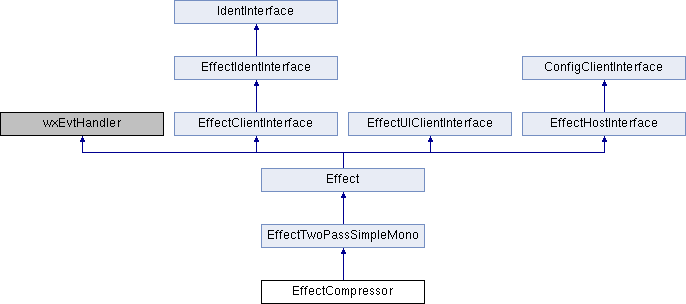 IdentInterface
EffectIdentInterface
ConfigClientInterface
wxEvtHandler
EffectClientInterface
EffectUIClientInterface
EffectHostInterface
Effect
EffectTwoPassSimpleMono
EffectCompressor